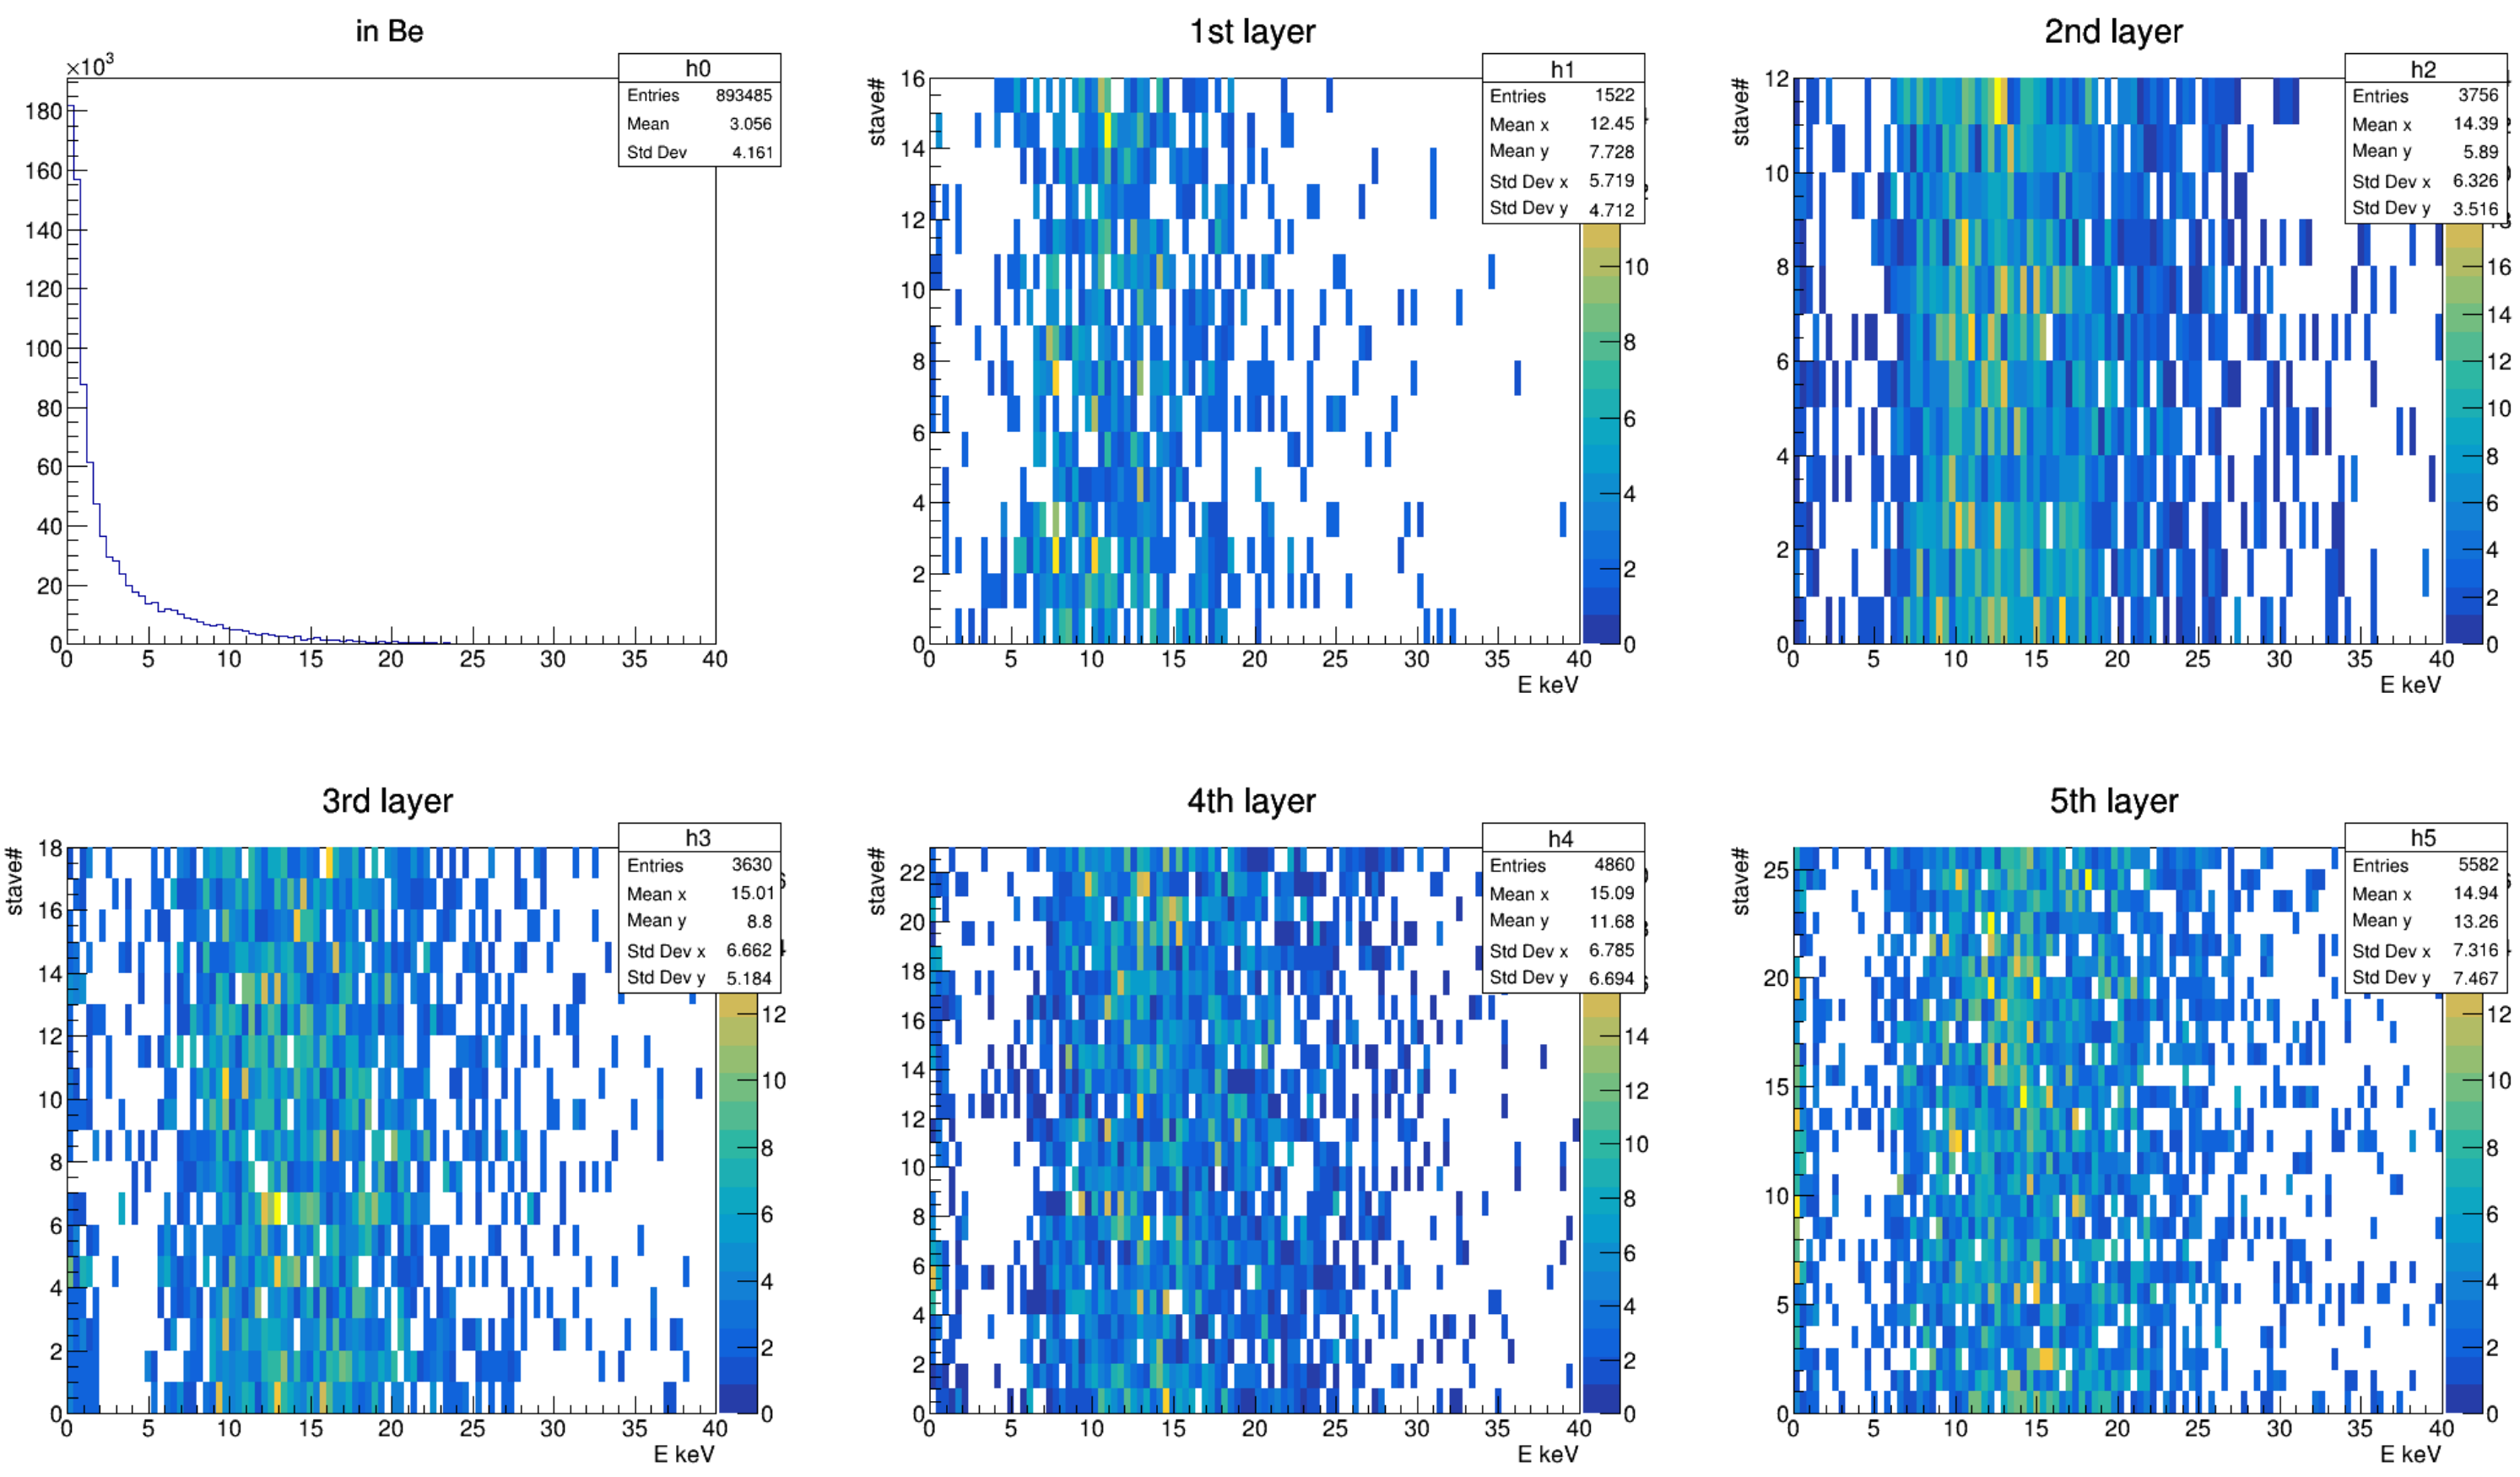 in Be
×10³
h0
Entries 893485
Mean 3.056
Std Dev 4.161
180
160
140
120
100
80
60
40
20
0
0 5 10 15 20 25 30 35 40
1st layer
stave#
h1
Entries 1522
Mean x 12.45
Mean y 7.728
Std Dev x 5.719
Std Dev y 4.712
16
14
12
10
8
6
4
2
0
10
8
6
4
2
0
0 5 10 15 20 25 30 35 40
E keV
2nd layer
stave#
h2
Entries 3756
Mean x 14.39
Mean y 5.89
Std Dev x 6.326
Std Dev y 3.516
12
10
8
6
4
2
0
16
14
12
10
8
6
4
2
0
0 5 10 15 20 25 30 35 40
E keV
3rd layer
stave#
h3
Entries 3630
Mean x 15.01
Mean y 8.8
Std Dev x 6.662
Std Dev y 5.184
18
16
14
12
10
8
6
4
2
0
12
10
8
6
4
2
0
0 5 10 15 20 25 30 35 40
E keV
4th layer
stave#
h4
Entries 4860
Mean x 15.09
Mean y 11.68
Std Dev x 6.785
Std Dev y 6.694
22
20
18
16
14
12
10
8
6
4
2
0
14
12
10
8
6
4
2
0
0 5 10 15 20 25 30 35 40
E keV
5th layer
stave#
h5
Entries 5582
Mean x 14.94
Mean y 13.26
Std Dev x 7.316
Std Dev y 7.467
25
20
15
10
5
0
12
10
8
6
4
2
0
0 5 10 15 20 25 30 35 40
E keV